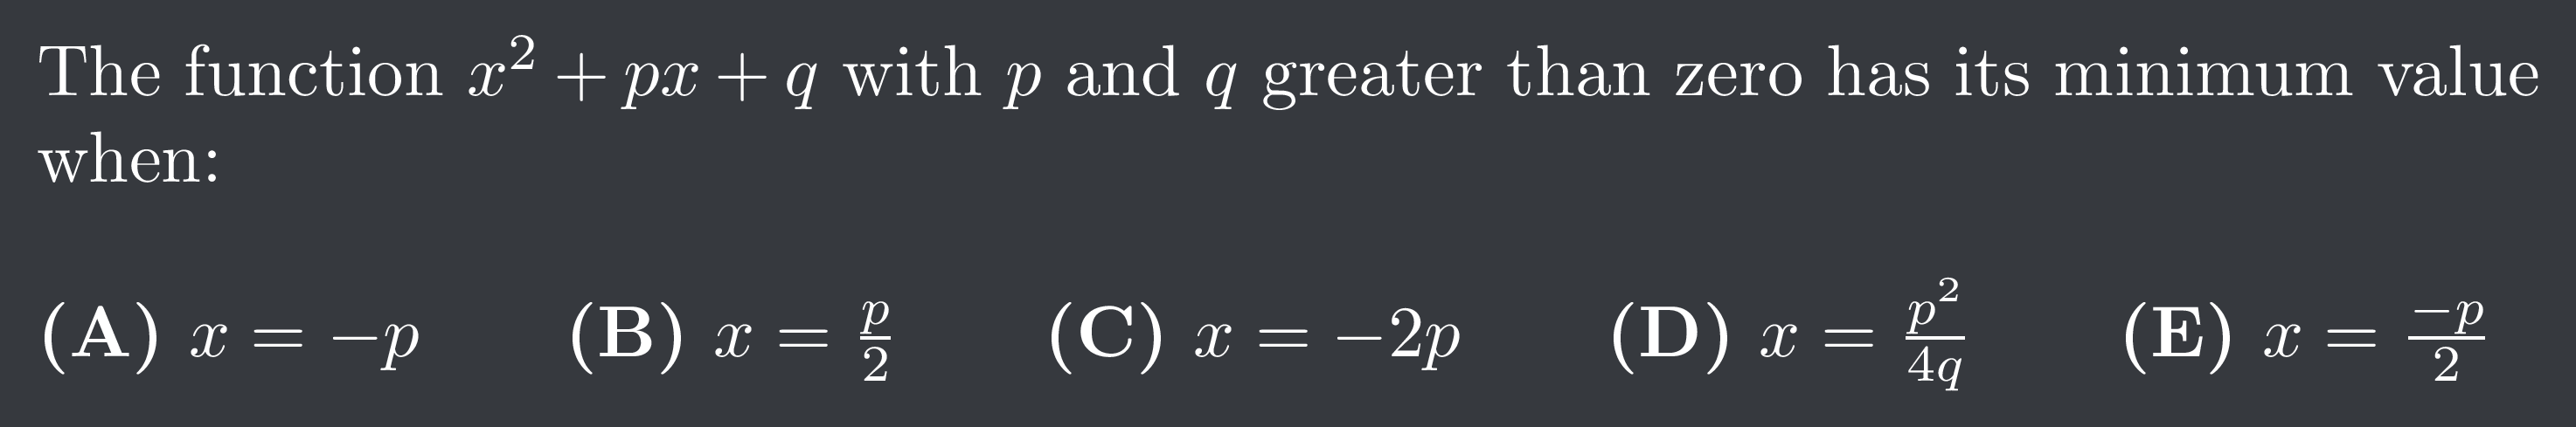 The function $x^2 + px + q$ with $p$ and $q$ greater than zero has its minimum value
when:
(A) $x = -p$ (B) $x = \frac{p}{2}$ (C) $x = -2p$ (D) $x = \frac{p^2}{4q}$ (E) $x = \frac{-p}{2}$